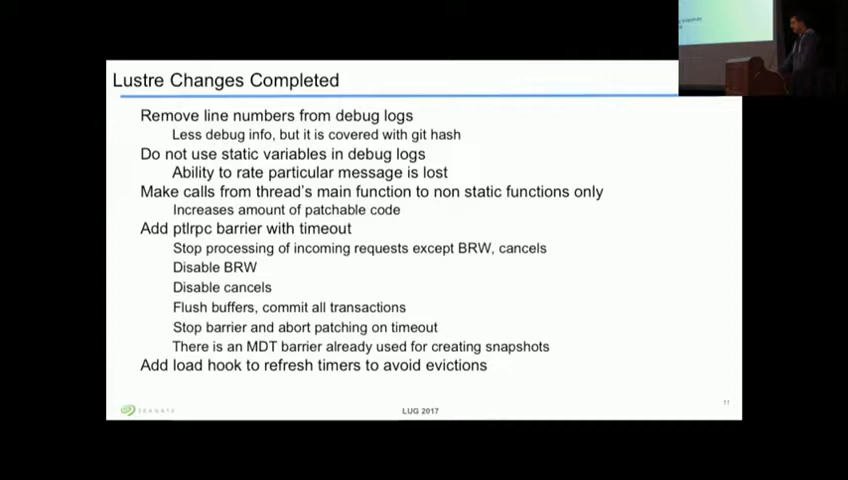 Lustre Changes Completed
Remove line numbers from debug logs
Less debug info, but it is covered with git hash
Do not use static variables in debug logs
Ability to rate particular message is lost
Make calls from thread's main function to non static functions only
Increases amount of patchable code
Add ptlrpc barrier with timeout
Stop processing of incoming requests except BRW, cancels
Disable BRW
Disable cancels
Flush buffers, commit all transactions
Stop barrier and abort patching on timeout
There is an MDT barrier already used for creating snapshots
Add load hook to refresh timers to avoid evictions
SEAGATE
LUG 2017
11